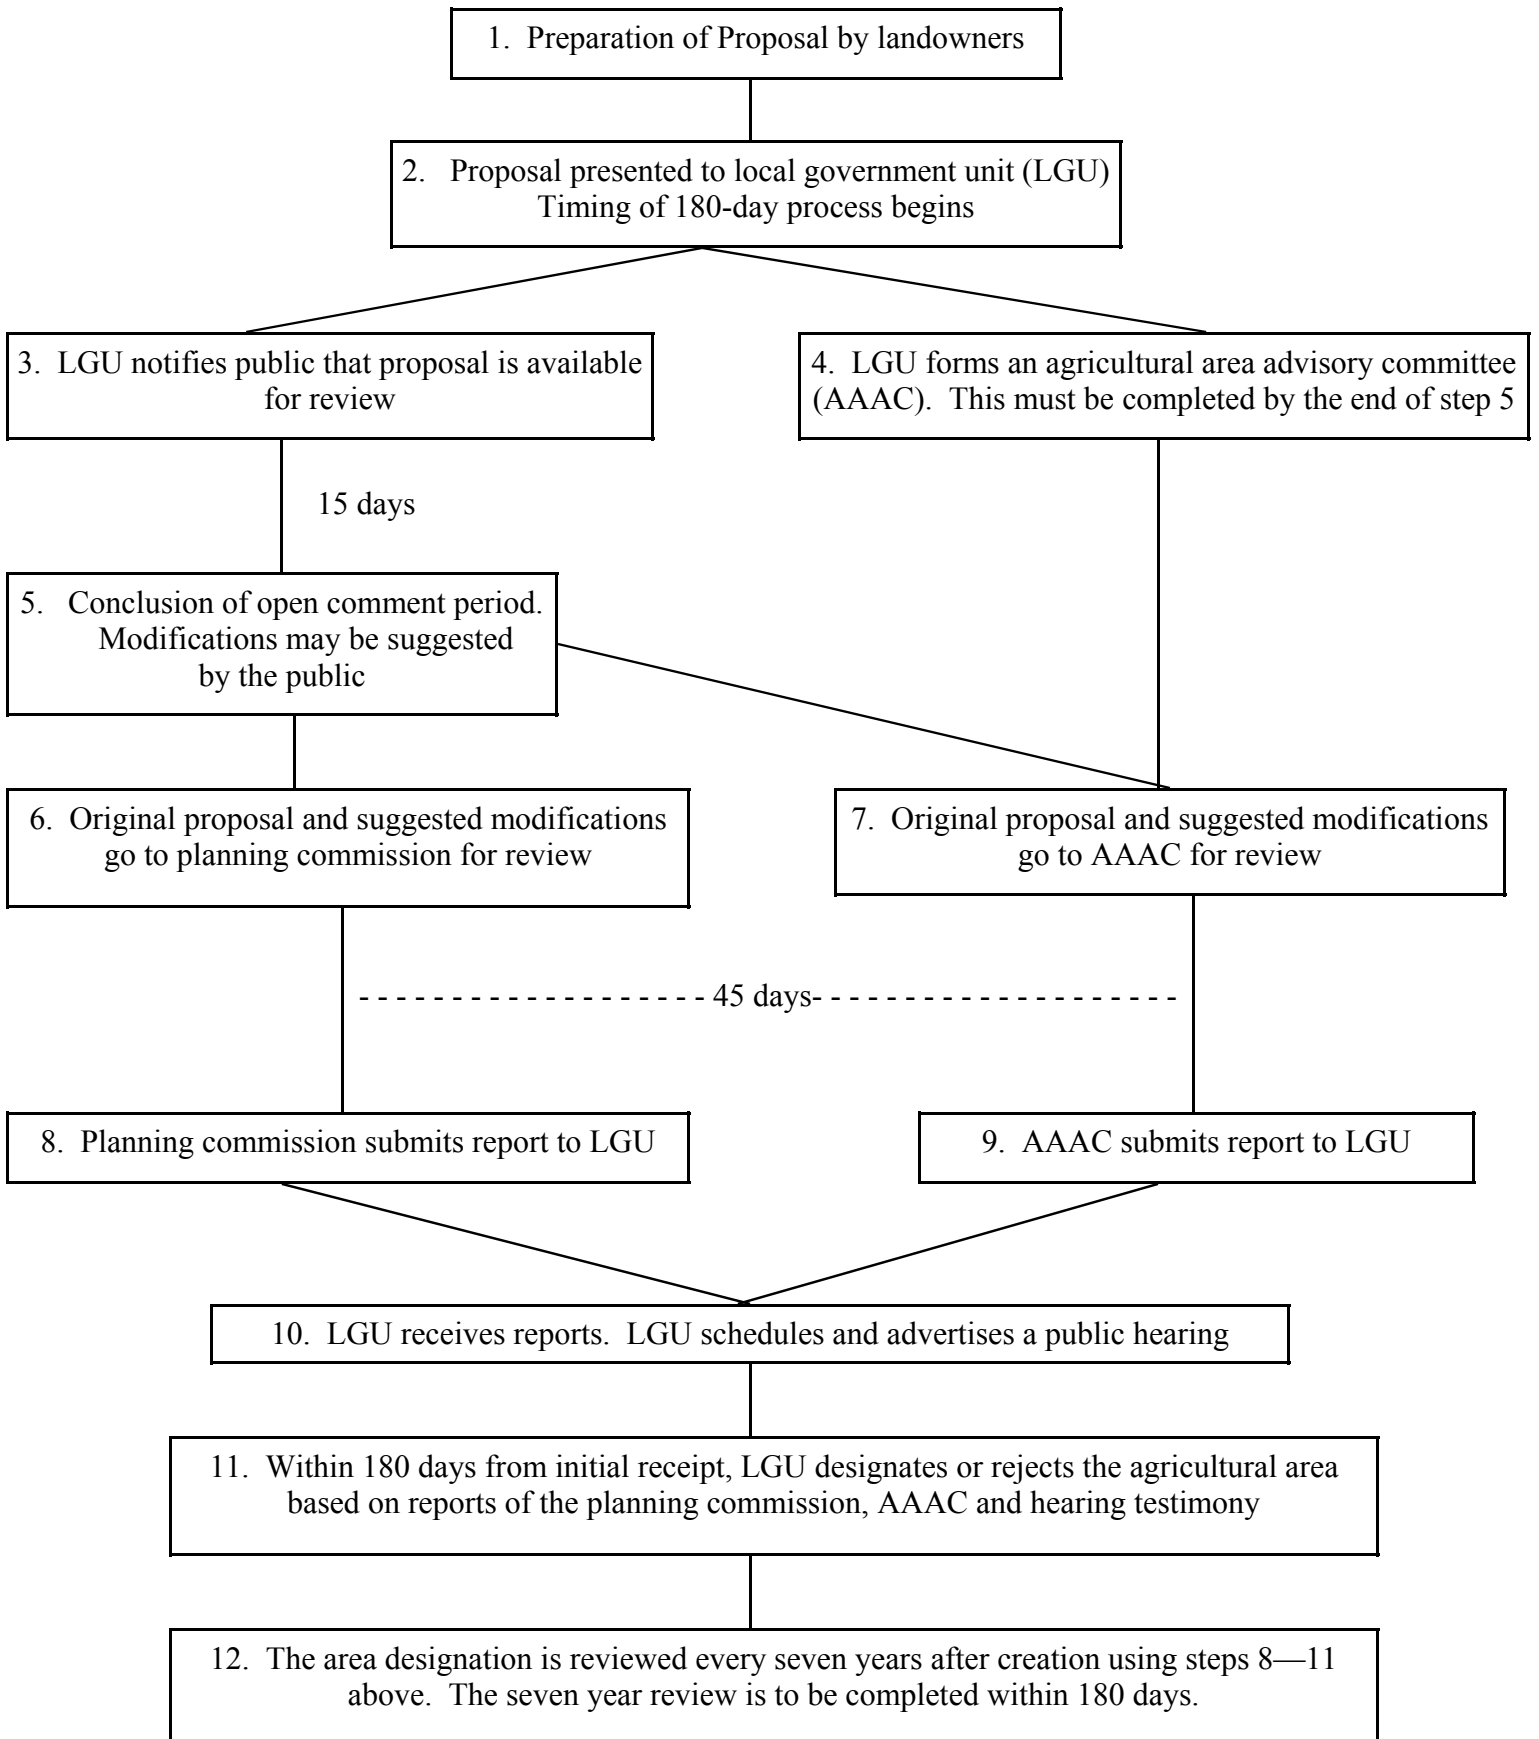 1. Preparation of Proposal by landowners
2. Proposal presented to local government unit (LGU)
Timing of 180-day process begins
3. LGU notifies public that proposal is available
for review
4. LGU forms an agricultural area advisory committee
(AAAC). This must be completed by the end of step 5
15 days
5. Conclusion of open comment period.
Modifications may be suggested
by the public
6. Original proposal and suggested modifications
go to planning commission for review
7. Original proposal and suggested modifications
go to AAAC for review
- - - - - - - - - - - - - - - - - - - 45 days- - - - - - - - - - - - - - - - - - - -
8. Planning commission submits report to LGU
9. AAAC submits report to LGU
10. LGU receives reports. LGU schedules and advertises a public hearing
11. Within 180 days from initial receipt, LGU designates or rejects the agricultural area
based on reports of the planning commission, AAAC and hearing testimony
12. The area designation is reviewed every seven years after creation using steps 8—11
above. The seven year review is to be completed within 180 days.